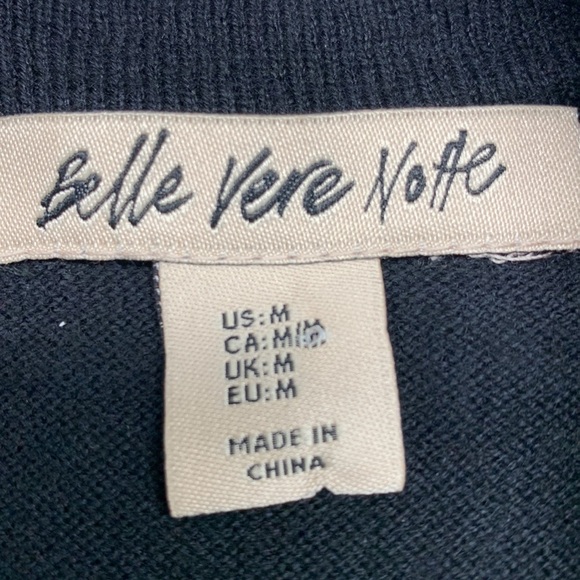 Belle Vere Notte
US:M
CA:M/M
UK:M
EU:M
MADE IN
CHINA